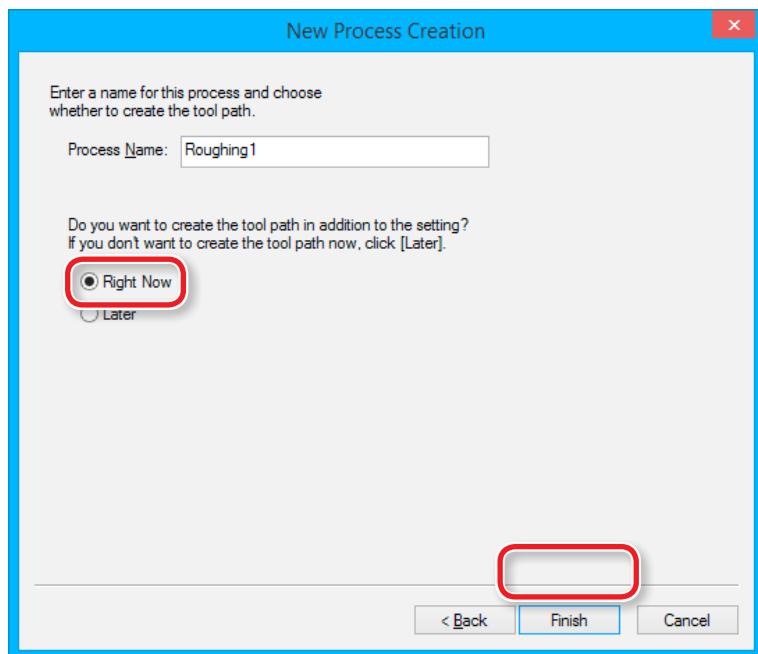 New Process Creation
Enter a name for this process and choose
whether to create the tool path.
Process Name: Roughing1
Do you want to create the tool path in addition to the setting?
If you don't want to create the tool path now, click [Later].
Right Now
Later
< Back Finish Cancel